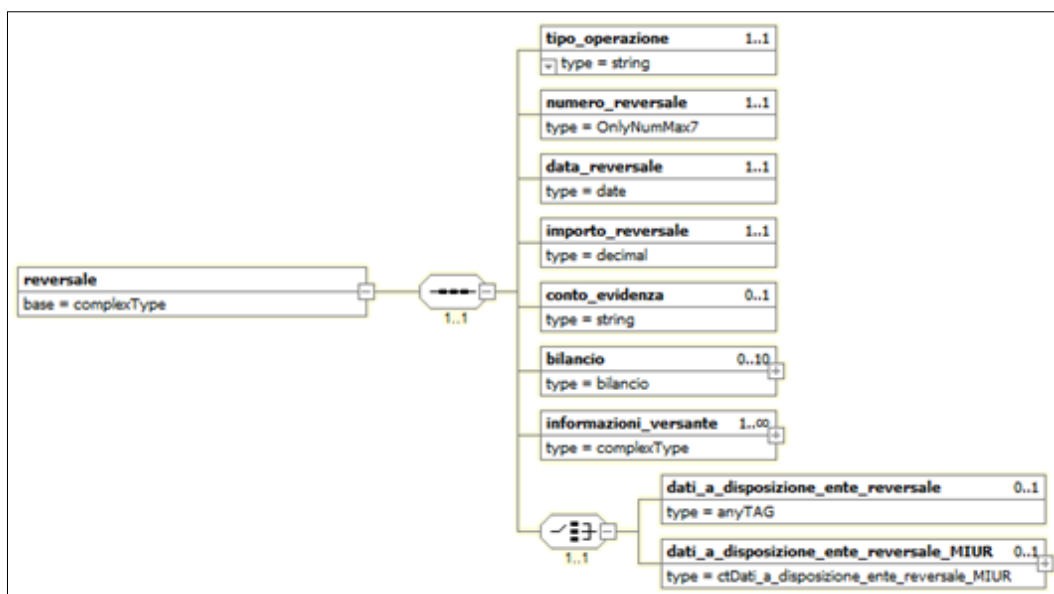 tipo_operazione 1..1
type = string
numero_reversale 1..1
type = OnlyNumMax7
data_reversale 1..1
type = date
importo_reversale 1..1
type = decimal
reversale
base = complexType
1..1
conto_evidenza 0..1
type = string
bilancio 0..10
type = bilancio
informazioni_versante 1..∞
type = complexType
dati_a_disposizione_ente_reversale 0..1
type = anyTAG
1..1
dati_a_disposizione_ente_reversale_MIUR 0..1
type = ctDati_a_disposizione_ente_reversale_MIUR